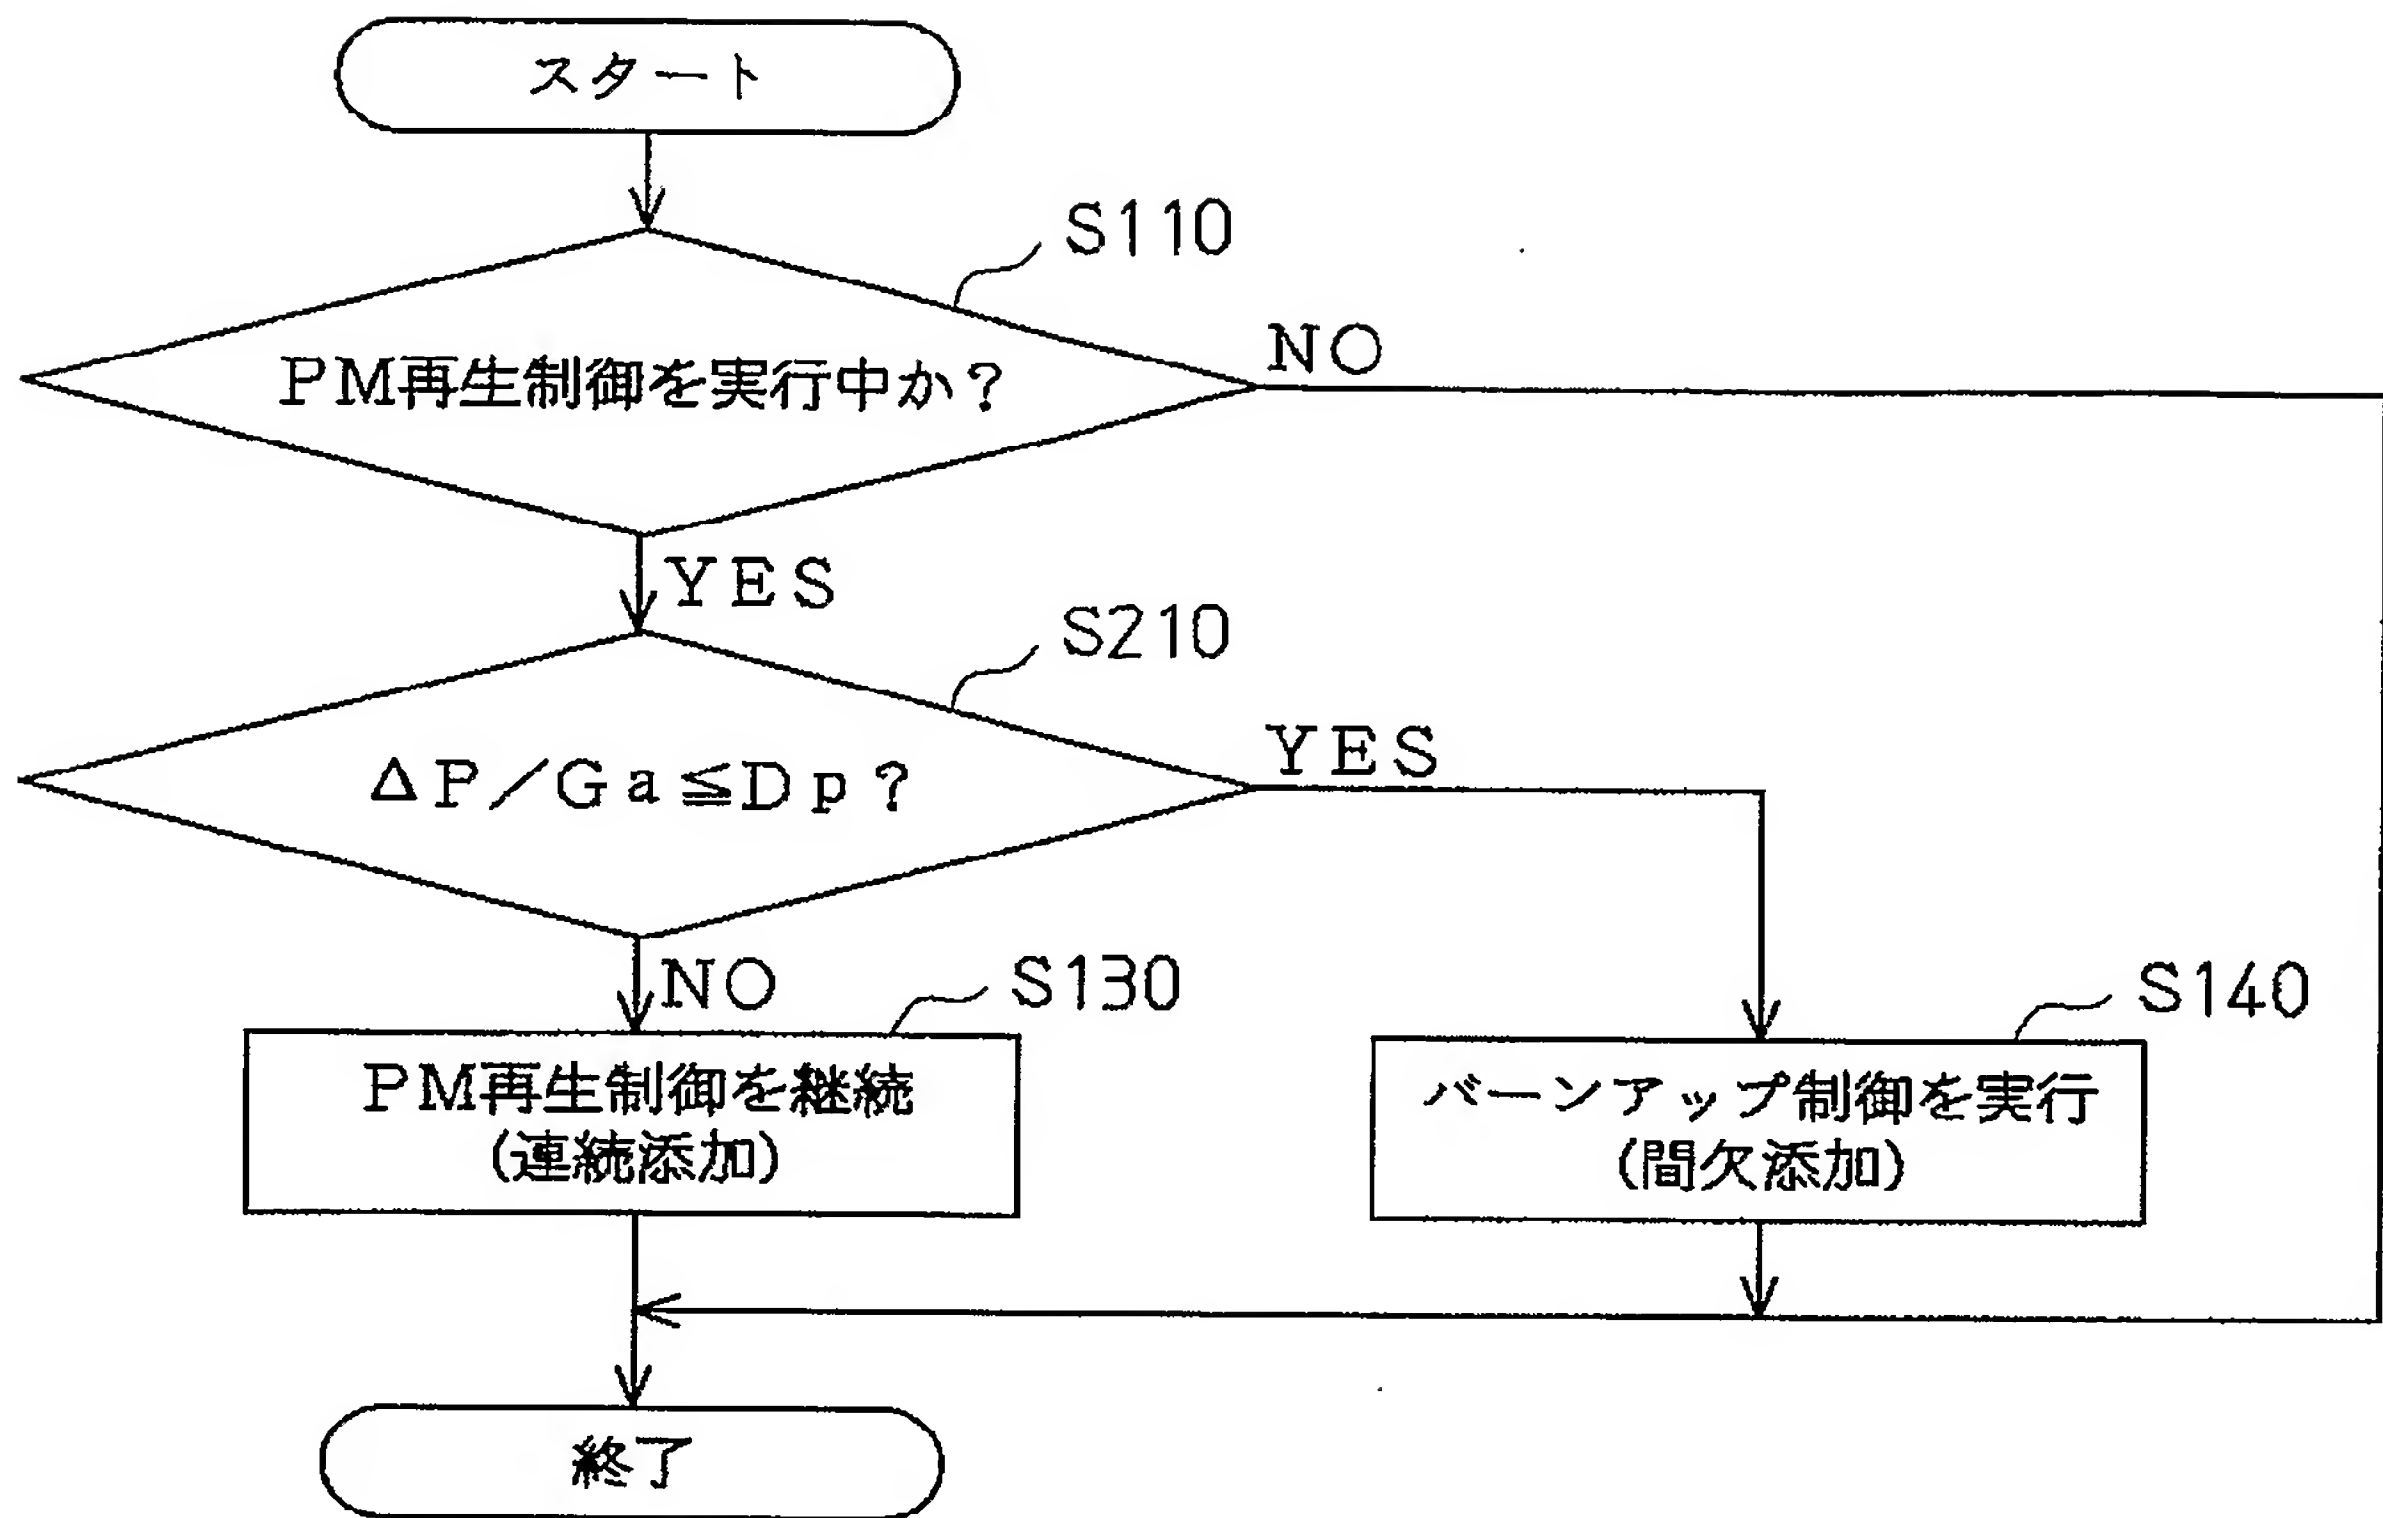 スタート
S110
PM再生制御を実行中か?
NO
YES
S210
ΔP/Ga≦Dp?
YES
NO
S130
PM再生制御を継続
(連続添加)
S140
バーンアップ制御を実行
(間欠添加)
終了